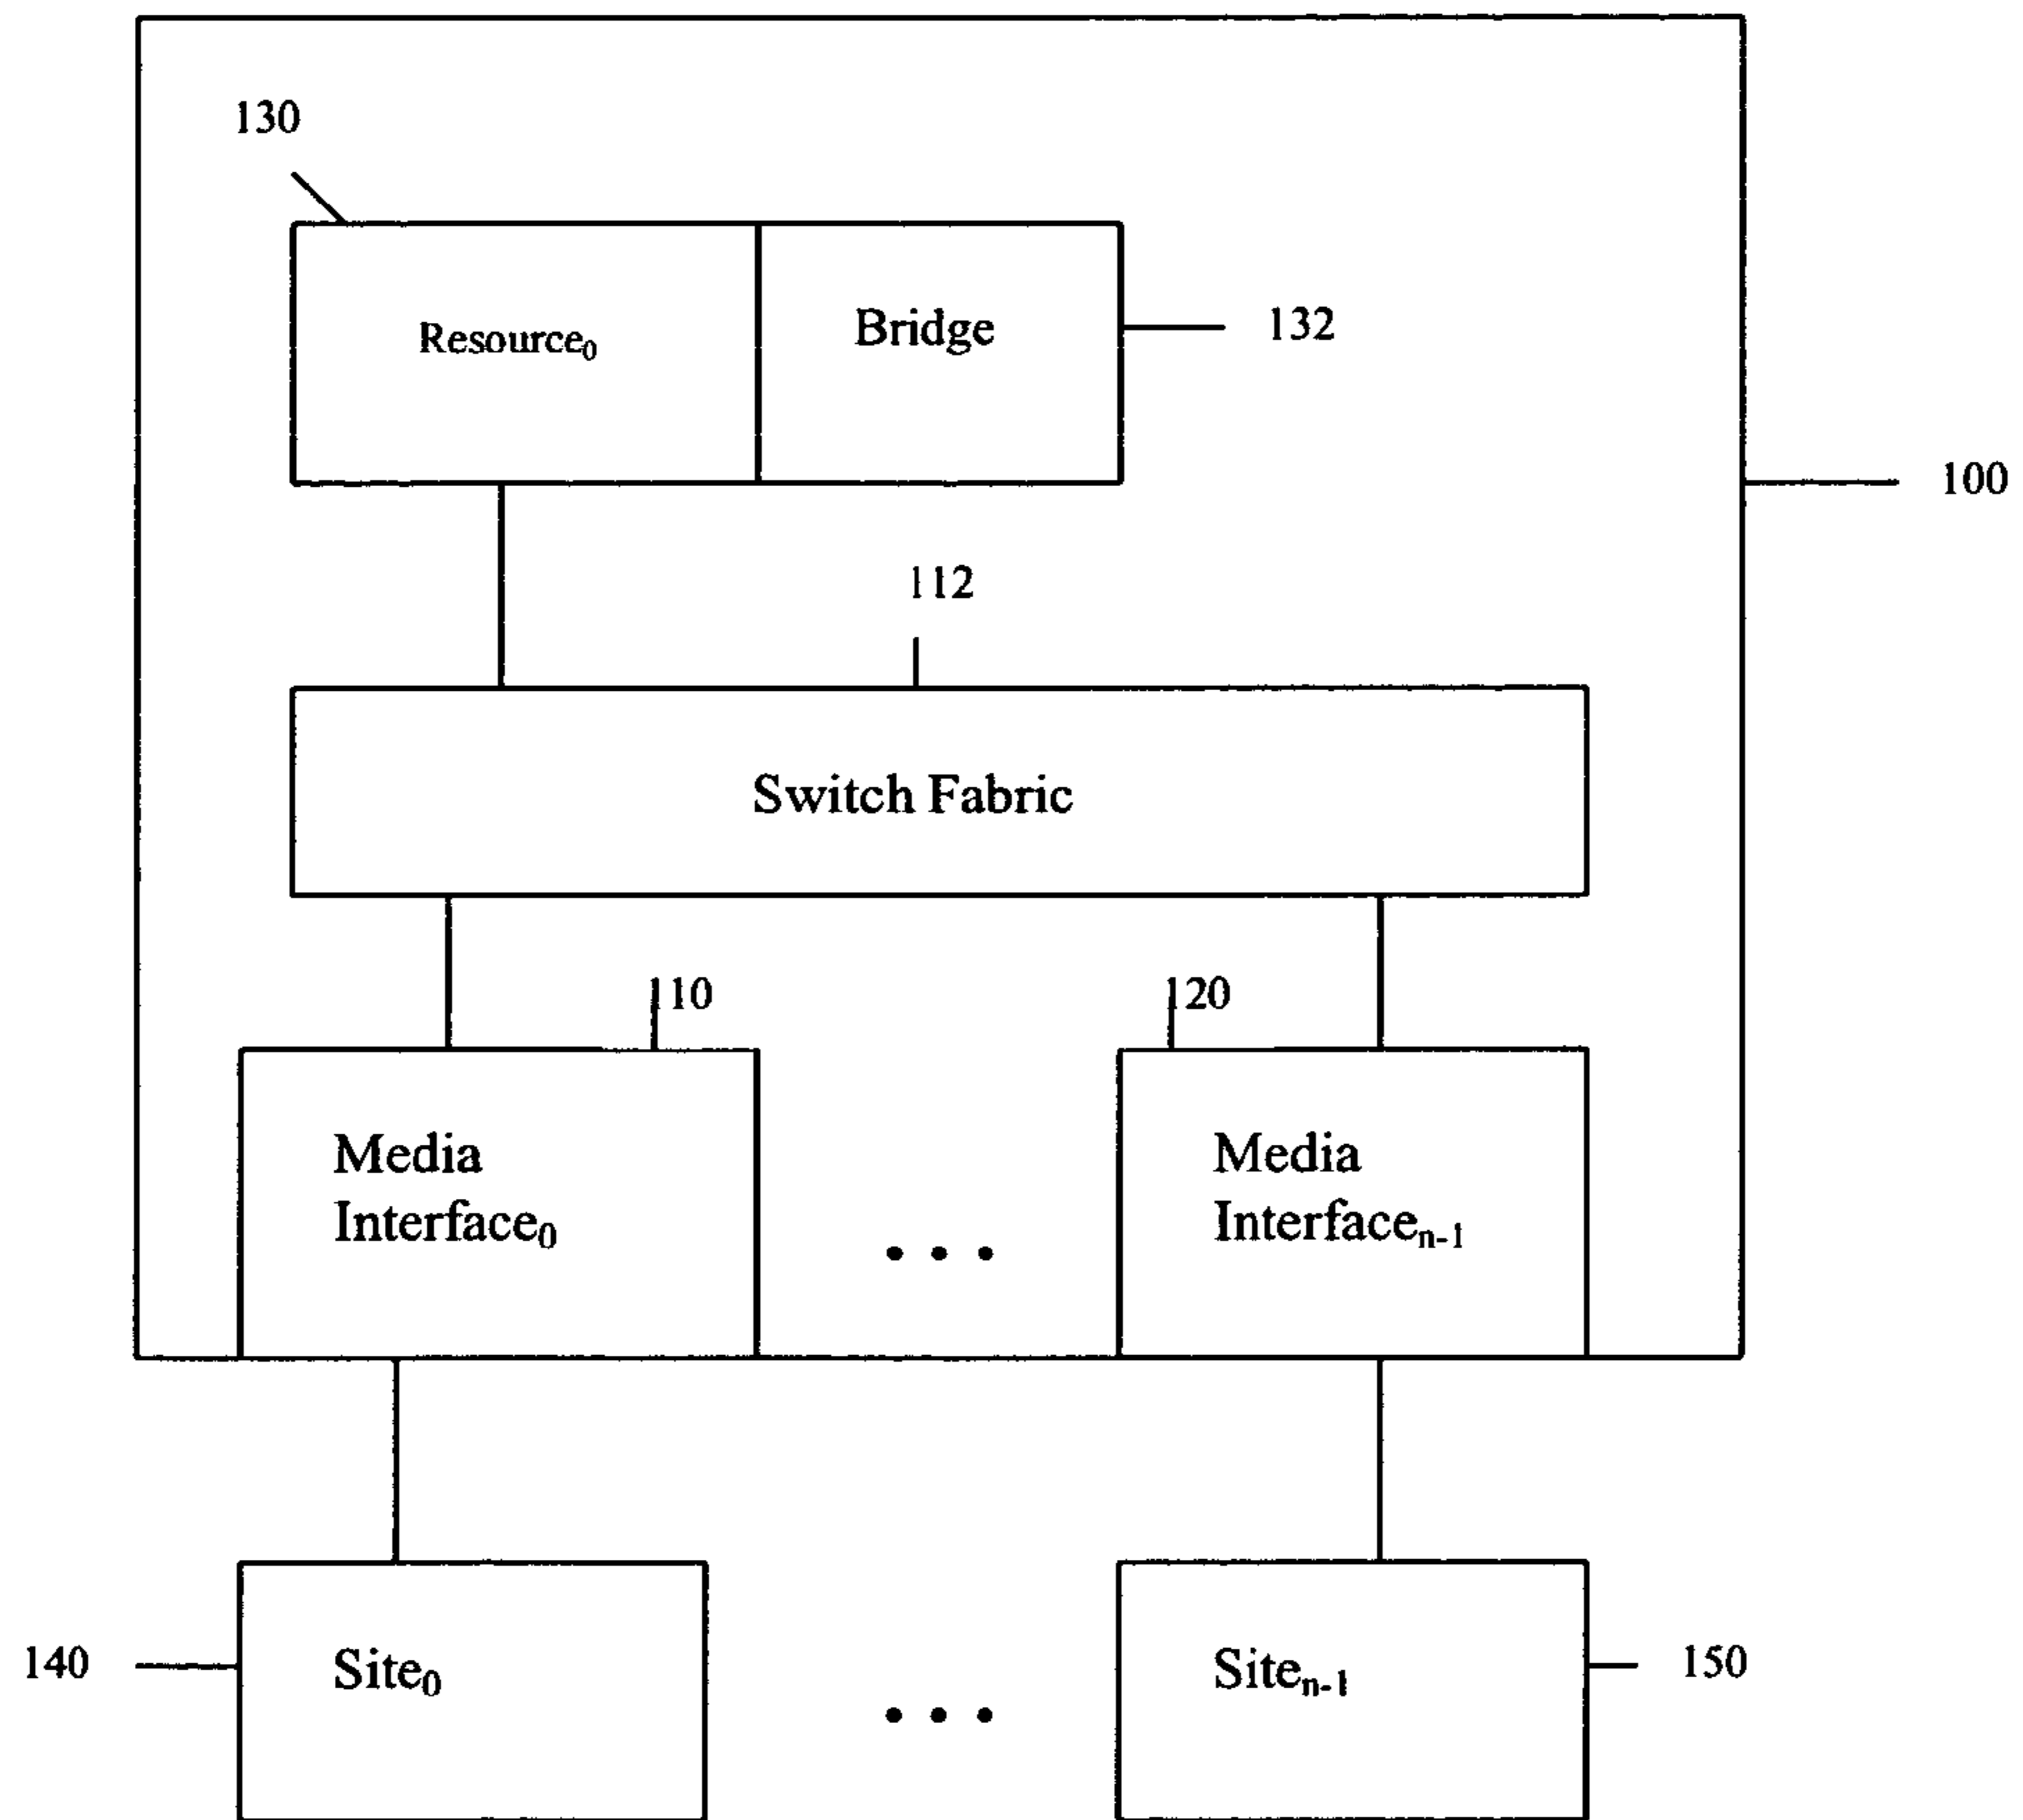 130
Resource₀
Bridge
132
100
112
Switch Fabric
110
120
Media
Interface₀
Media
Interfaceₙ₋₁
. . .
140
Site₀
Siteₙ₋₁
150
. . .